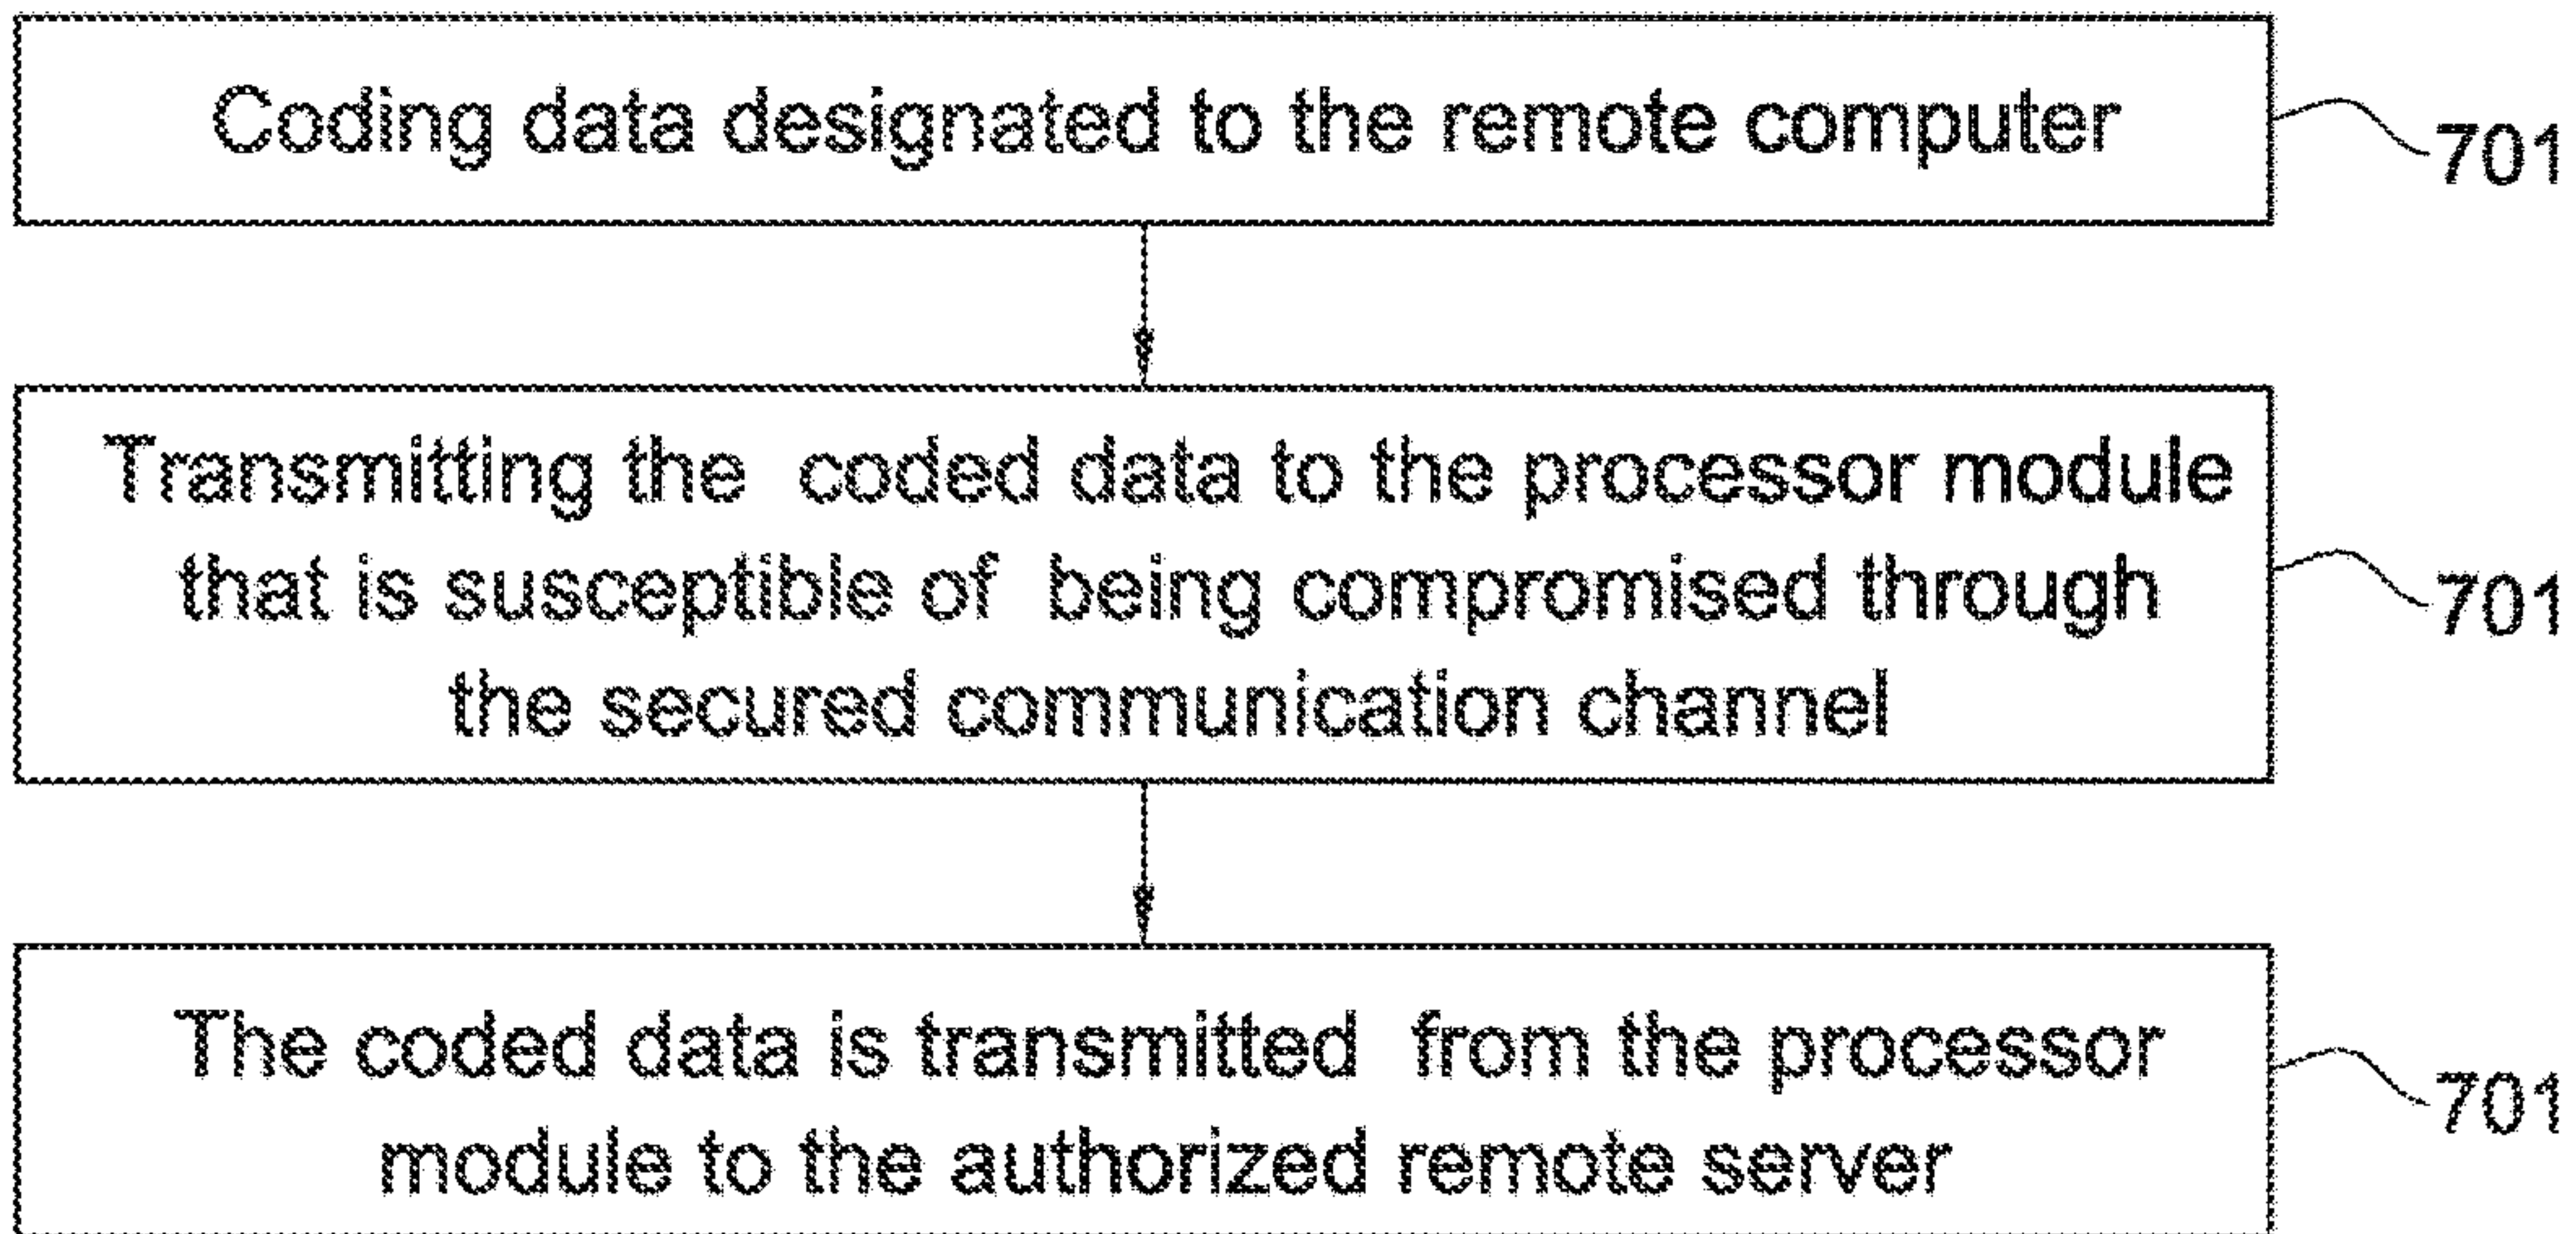 Coding data designated to the remote computer
701
Transmitting the coded data to the processor module
that is susceptible of being compromised through
the secured communication channel
701
The coded data is transmitted from the processor
module to the authorized remote server
701